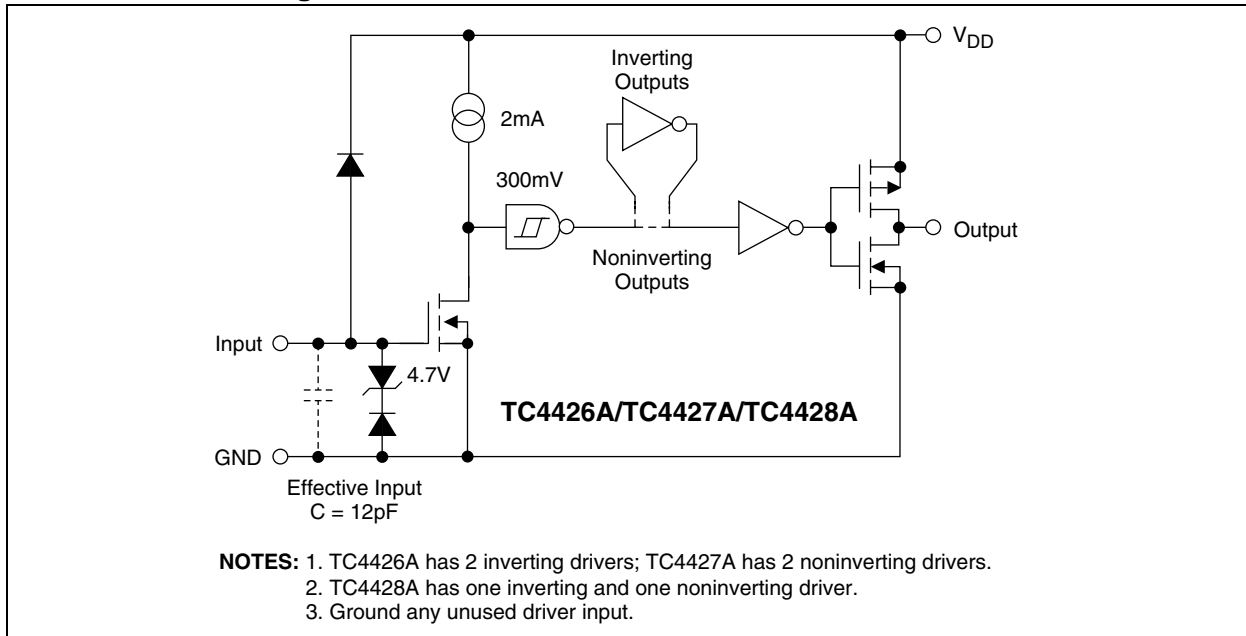 V_DD
Inverting
Outputs
2mA
300mV
Output
Noninverting
Outputs
Input
4.7V
TC4426A/TC4427A/TC4428A
GND
Effective Input
C = 12pF
NOTES: 1. TC4426A has 2 inverting drivers; TC4427A has 2 noninverting drivers.
2. TC4428A has one inverting and one noninverting driver.
3. Ground any unused driver input.